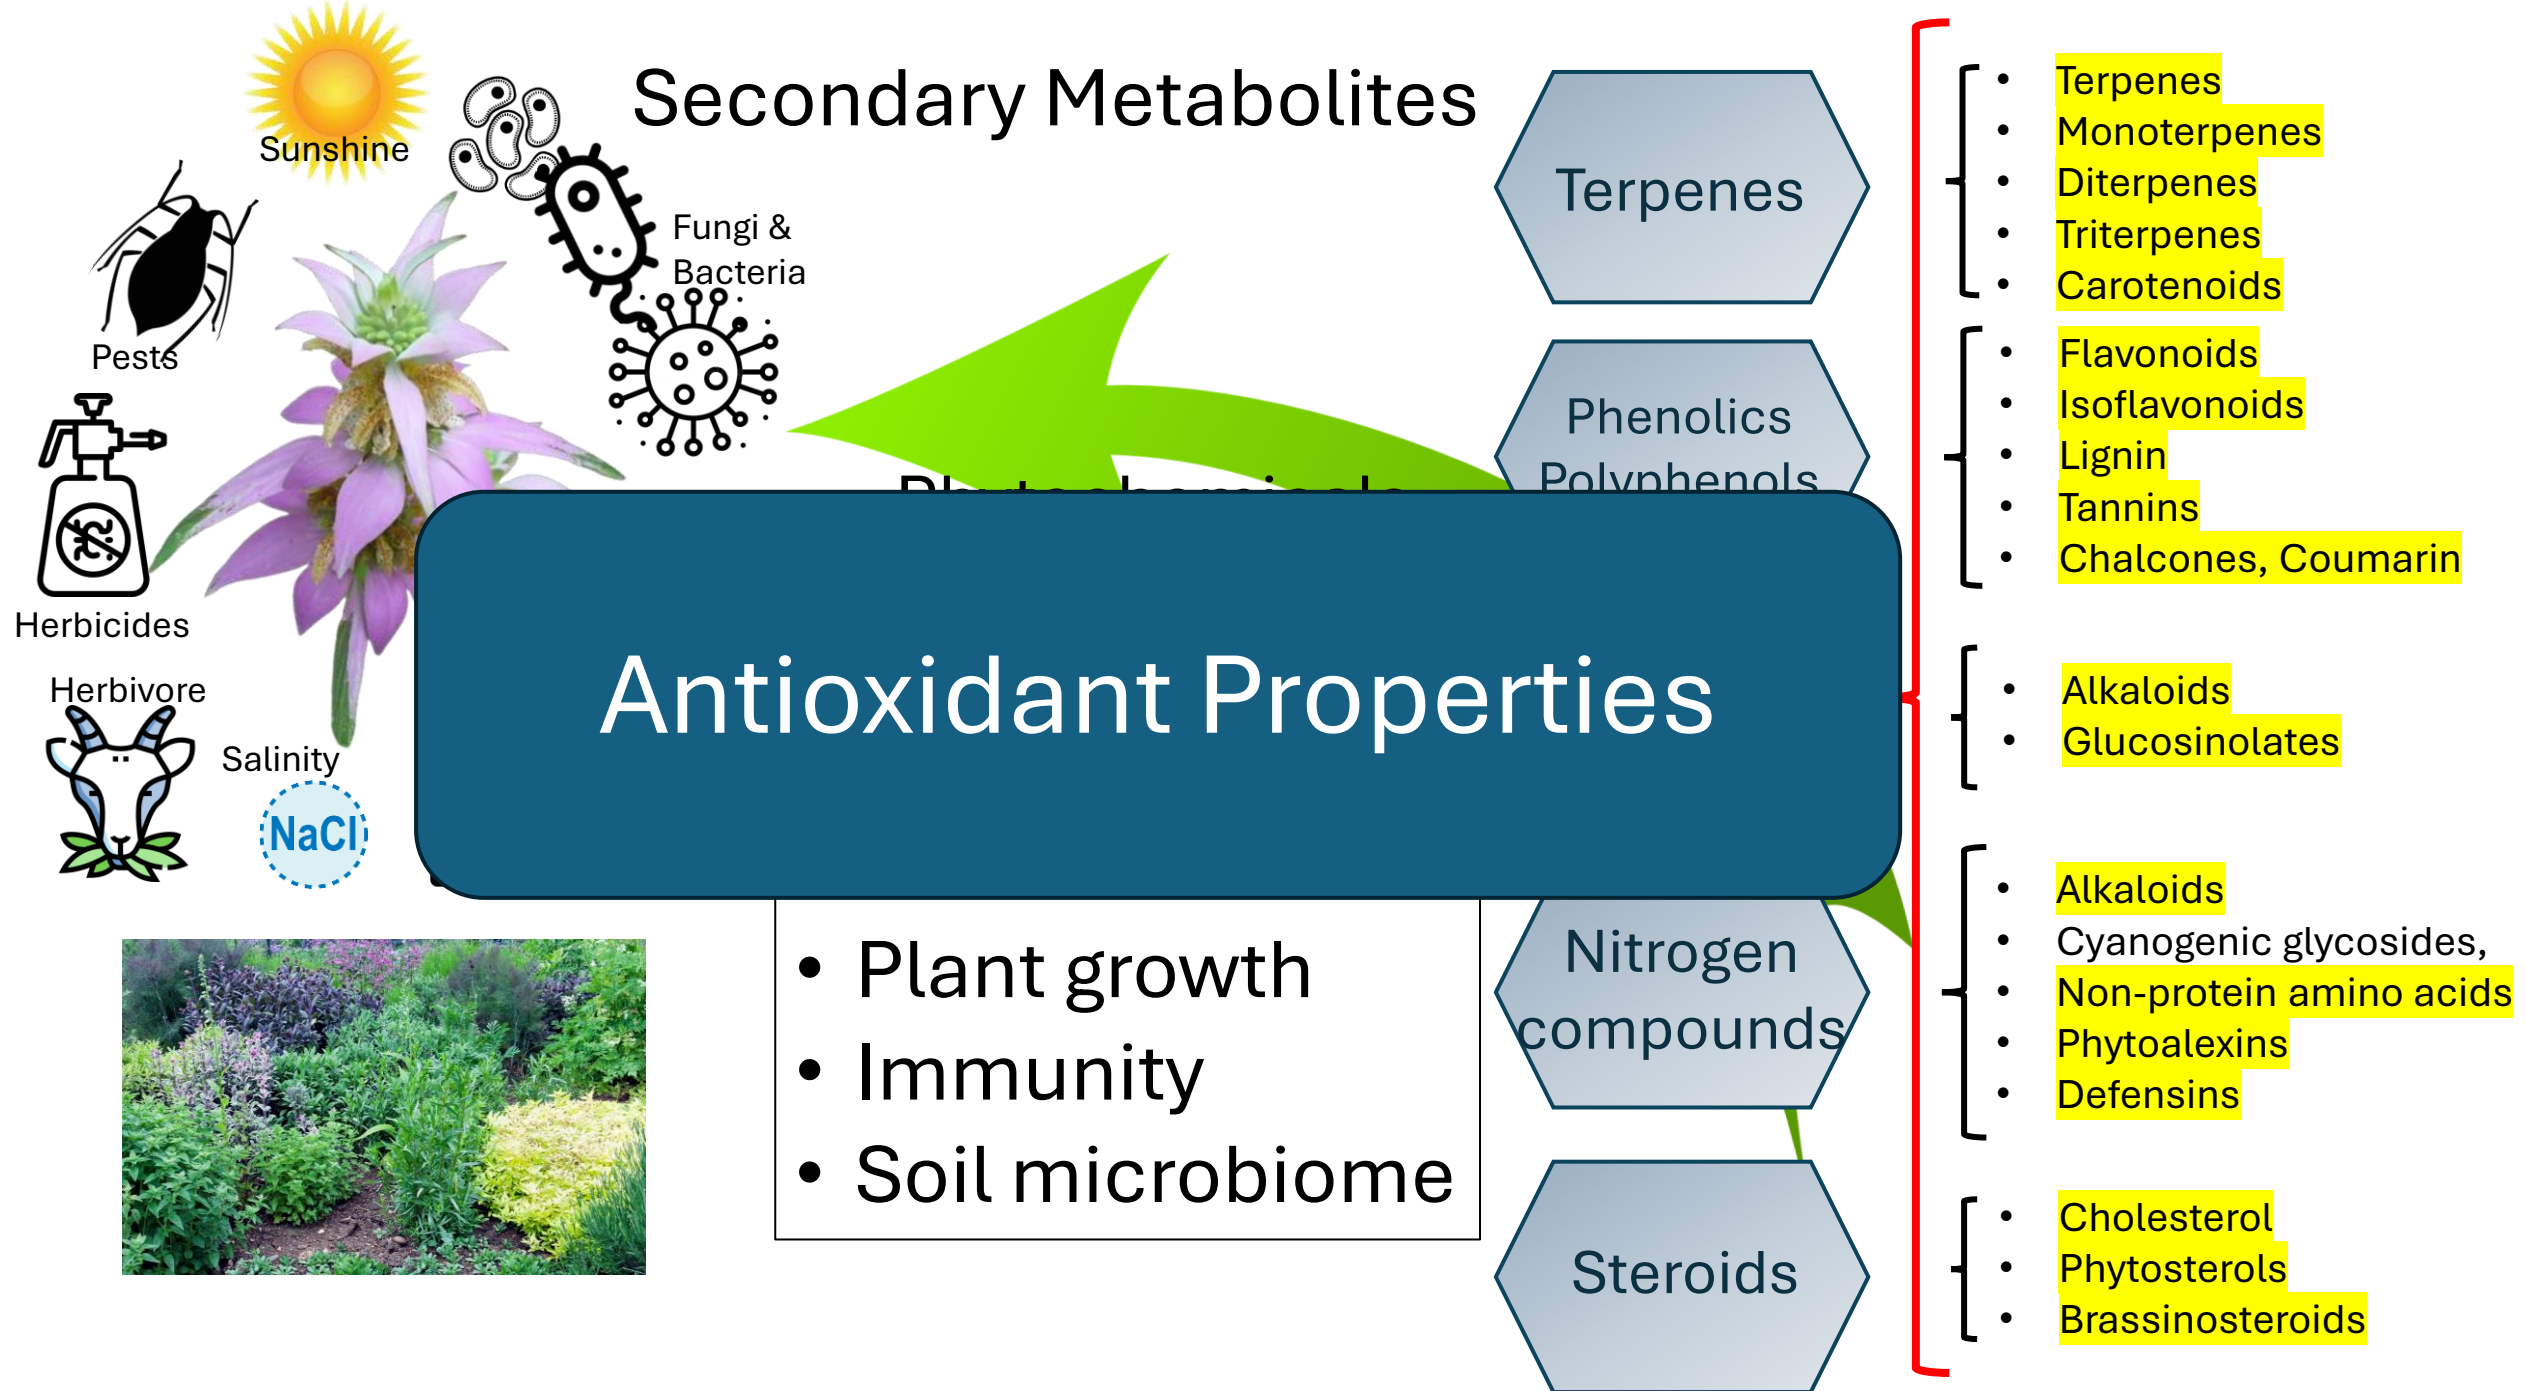 Secondary Metabolites
Sunshine
Fungi &
Bacteria
Pests
Herbicides
Herbivore
Salinity
NaCl
Phytochemicals
Antioxidant Properties
• Plant growth
• Immunity
• Soil microbiome
Terpenes
Phenolics
Polyphenols
Nitrogen
compounds
Steroids
• Terpenes
• Monoterpenes
• Diterpenes
• Triterpenes
• Carotenoids
• Flavonoids
• Isoflavonoids
• Lignin
• Tannins
• Chalcones, Coumarin
• Alkaloids
• Glucosinolates
• Alkaloids
• Cyanogenic glycosides,
• Non-protein amino acids
• Phytoalexins
• Defensins
• Cholesterol
• Phytosterols
• Brassinosteroids